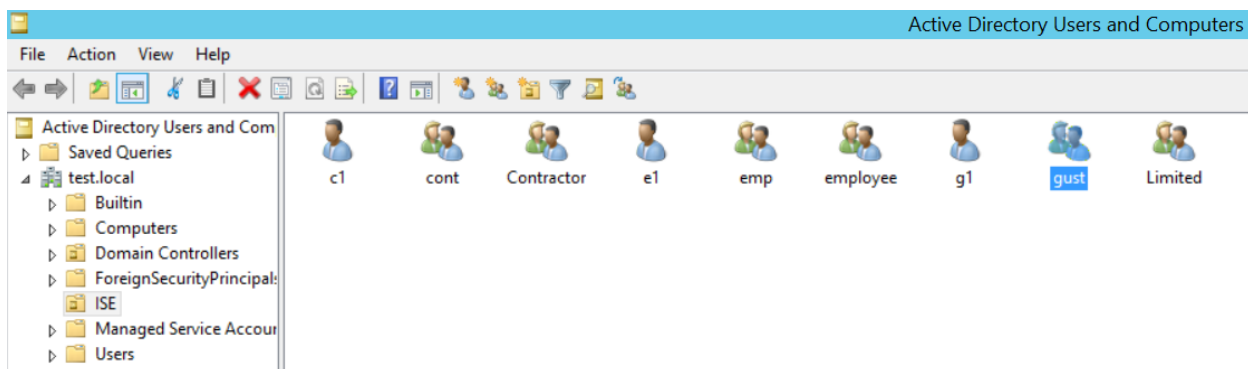 Active Directory Users and Computers
File Action View Help
Active Directory Users and Com
Saved Queries
test.local
Builtin
Computers
Domain Controllers
ForeignSecurityPrincipal:
ISE
Managed Service Accour
Users
c1 cont Contractor e1 emp employee g1 gust Limited